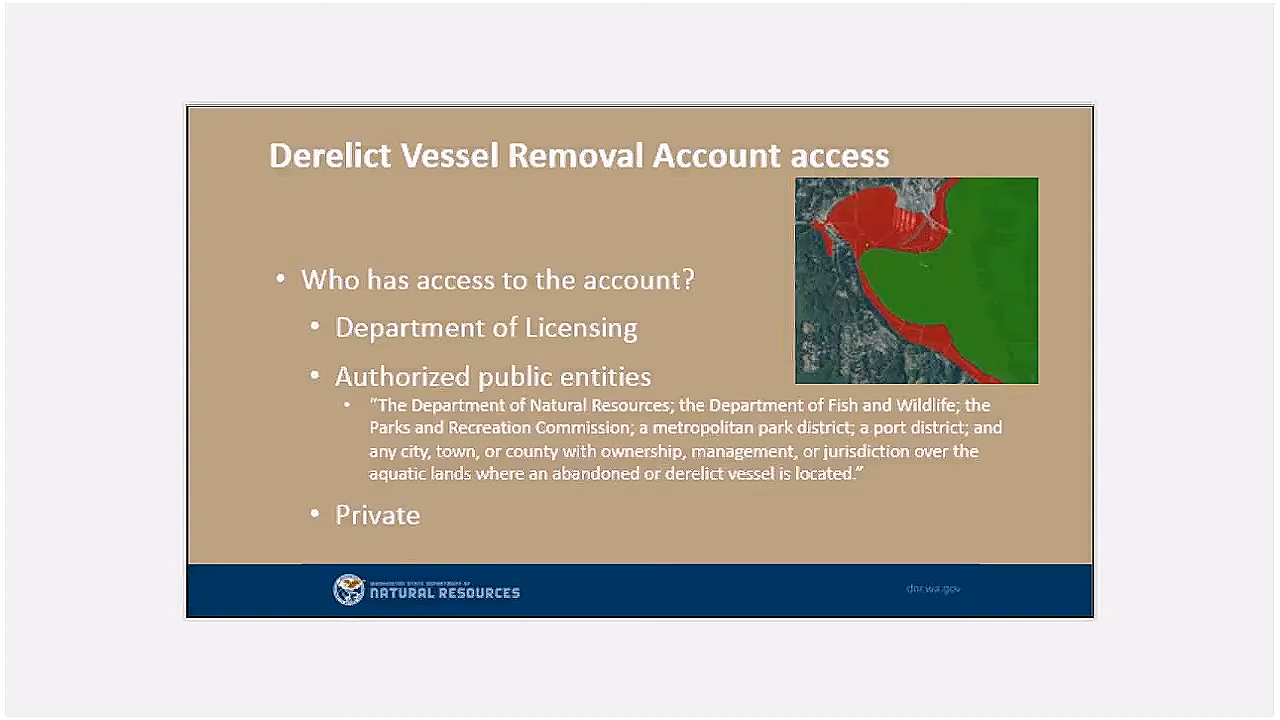 Derelict Vessel Removal Account access
• Who has access to the account?
• Department of Licensing
• Authorized public entities
• “The Department of Natural Resources; the Department of Fish and Wildlife; the
Parks and Recreation Commission; a metropolitan park district; a port district; and
any city, town, or county with ownership, management, or jurisdiction over the
aquatic lands where an abandoned or derelict vessel is located.”
• Private
WASHINGTON STATE DEPARTMENT OF
NATURAL RESOURCES
dnr.wa.gov